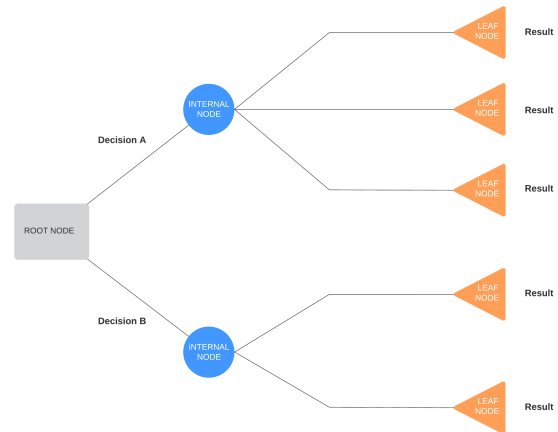 LEAF
NODE
Result
INTERNAL
NODE
LEAF
NODE
Result
Decision A
LEAF
NODE
Result
ROOT NODE
LEAF
NODE
Result
Decision B
iNTERNAL
NODE
LEAF
NODE
Result